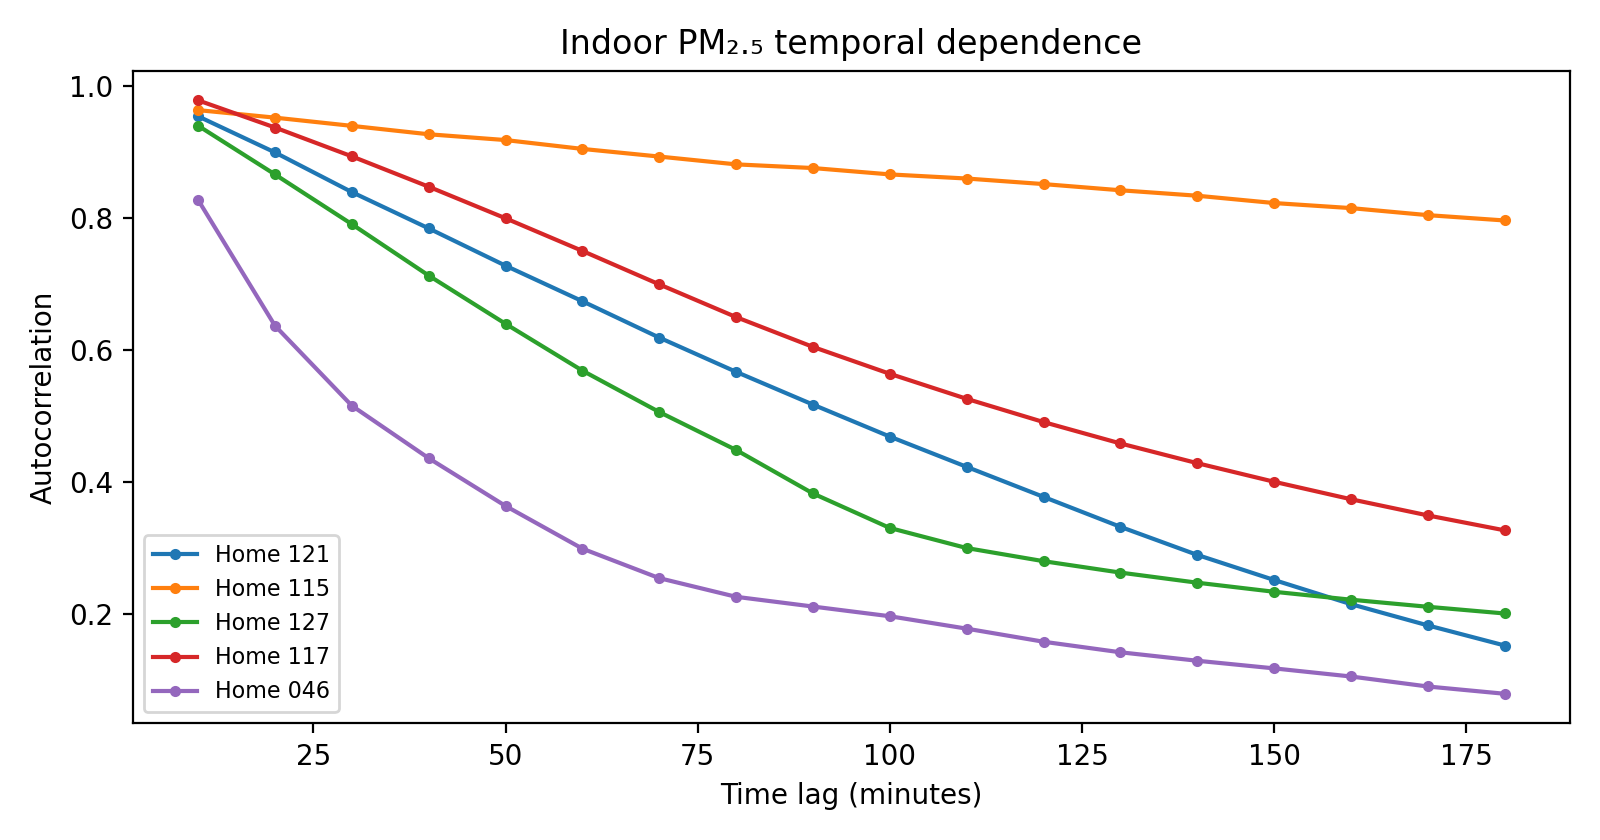 Indoor PM₂.₅ temporal dependence
Autocorrelation
1.0
0.8
0.6
0.4
0.2
Home 121
Home 115
Home 127
Home 117
Home 046
25 50 75 100 125 150 175
Time lag (minutes)